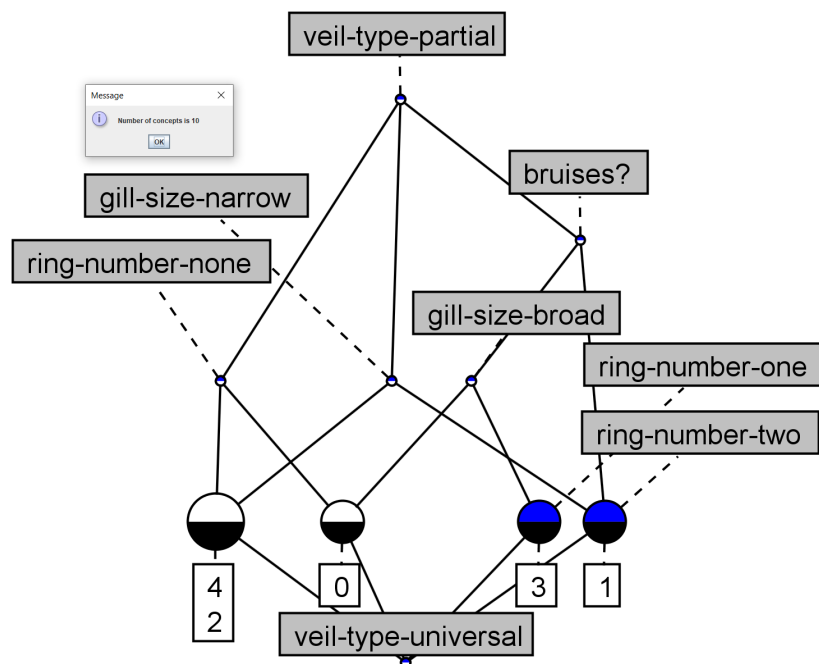 veil-type-partial
Message
Number of concepts is 10
OK
bruises?
gill-size-narrow
ring-number-none
gill-size-broad
ring-number-one
ring-number-two
4
2
0
3
1
veil-type-universal